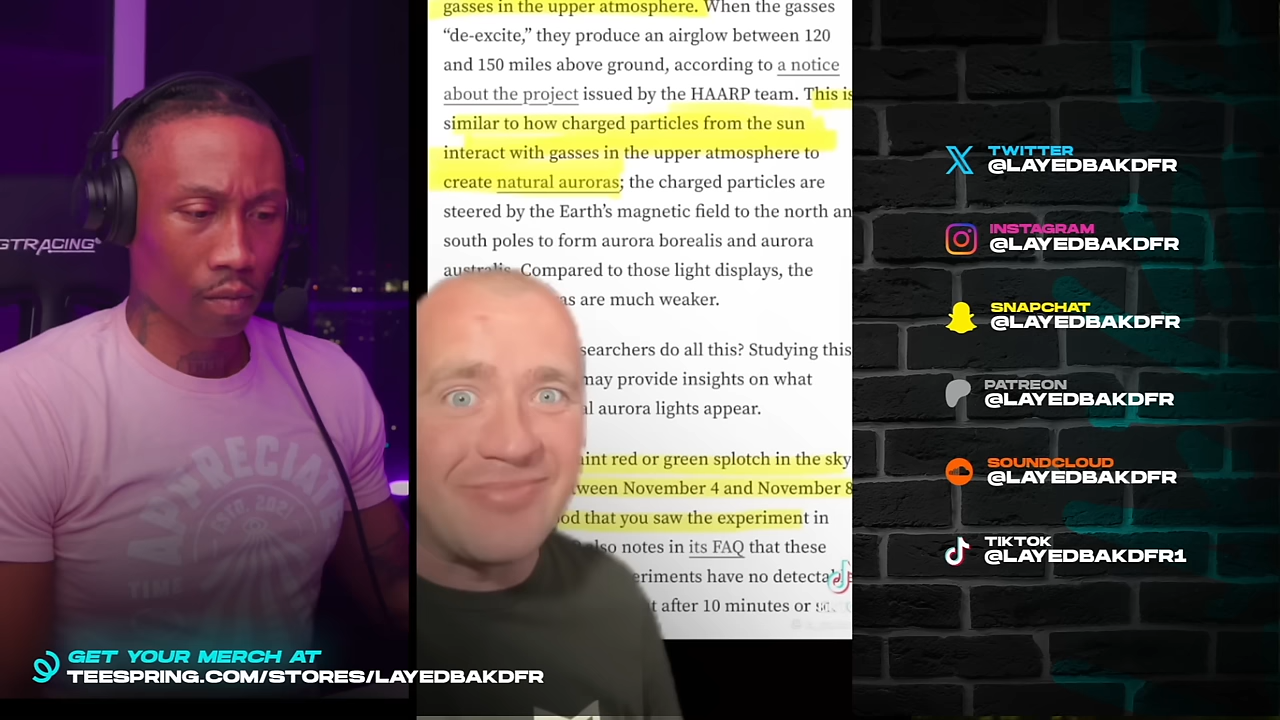 GTRACING
APPRECIATE
TIME
GET YOUR MERCH AT
TEESPRING.COM/STORES/LAYEDBAKDFR
gasses in the upper atmosphere. When the gasses
“de-excite,” they produce an airglow between 120
and 150 miles above ground, according to a notice
about the project issued by the HAARP team. This is
similar to how charged particles from the sun
interact with gasses in the upper atmosphere to
create natural auroras; the charged particles are
steered by the Earth’s magnetic field to the north an
south poles to form aurora borealis and aurora
australis. Compared to those light displays, the
as are much weaker.
searchers do all this? Studying this
may provide insights on what
al aurora lights appear.
aint red or green splotch in the sky
tween November 4 and November 8
od that you saw the experiment in
also notes in its FAQ that these
eriments have no detectable
t after 10 minutes or
TWITTER
@LAYEDBAKDFR
INSTAGRAM
@LAYEDBAKDFR
SNAPCHAT
@LAYEDBAKDFR
PATREON
@LAYEDBAKDFR
SOUNDCLOUD
@LAYEDBAKDFR
TIKTOK
@LAYEDBAKDFR1